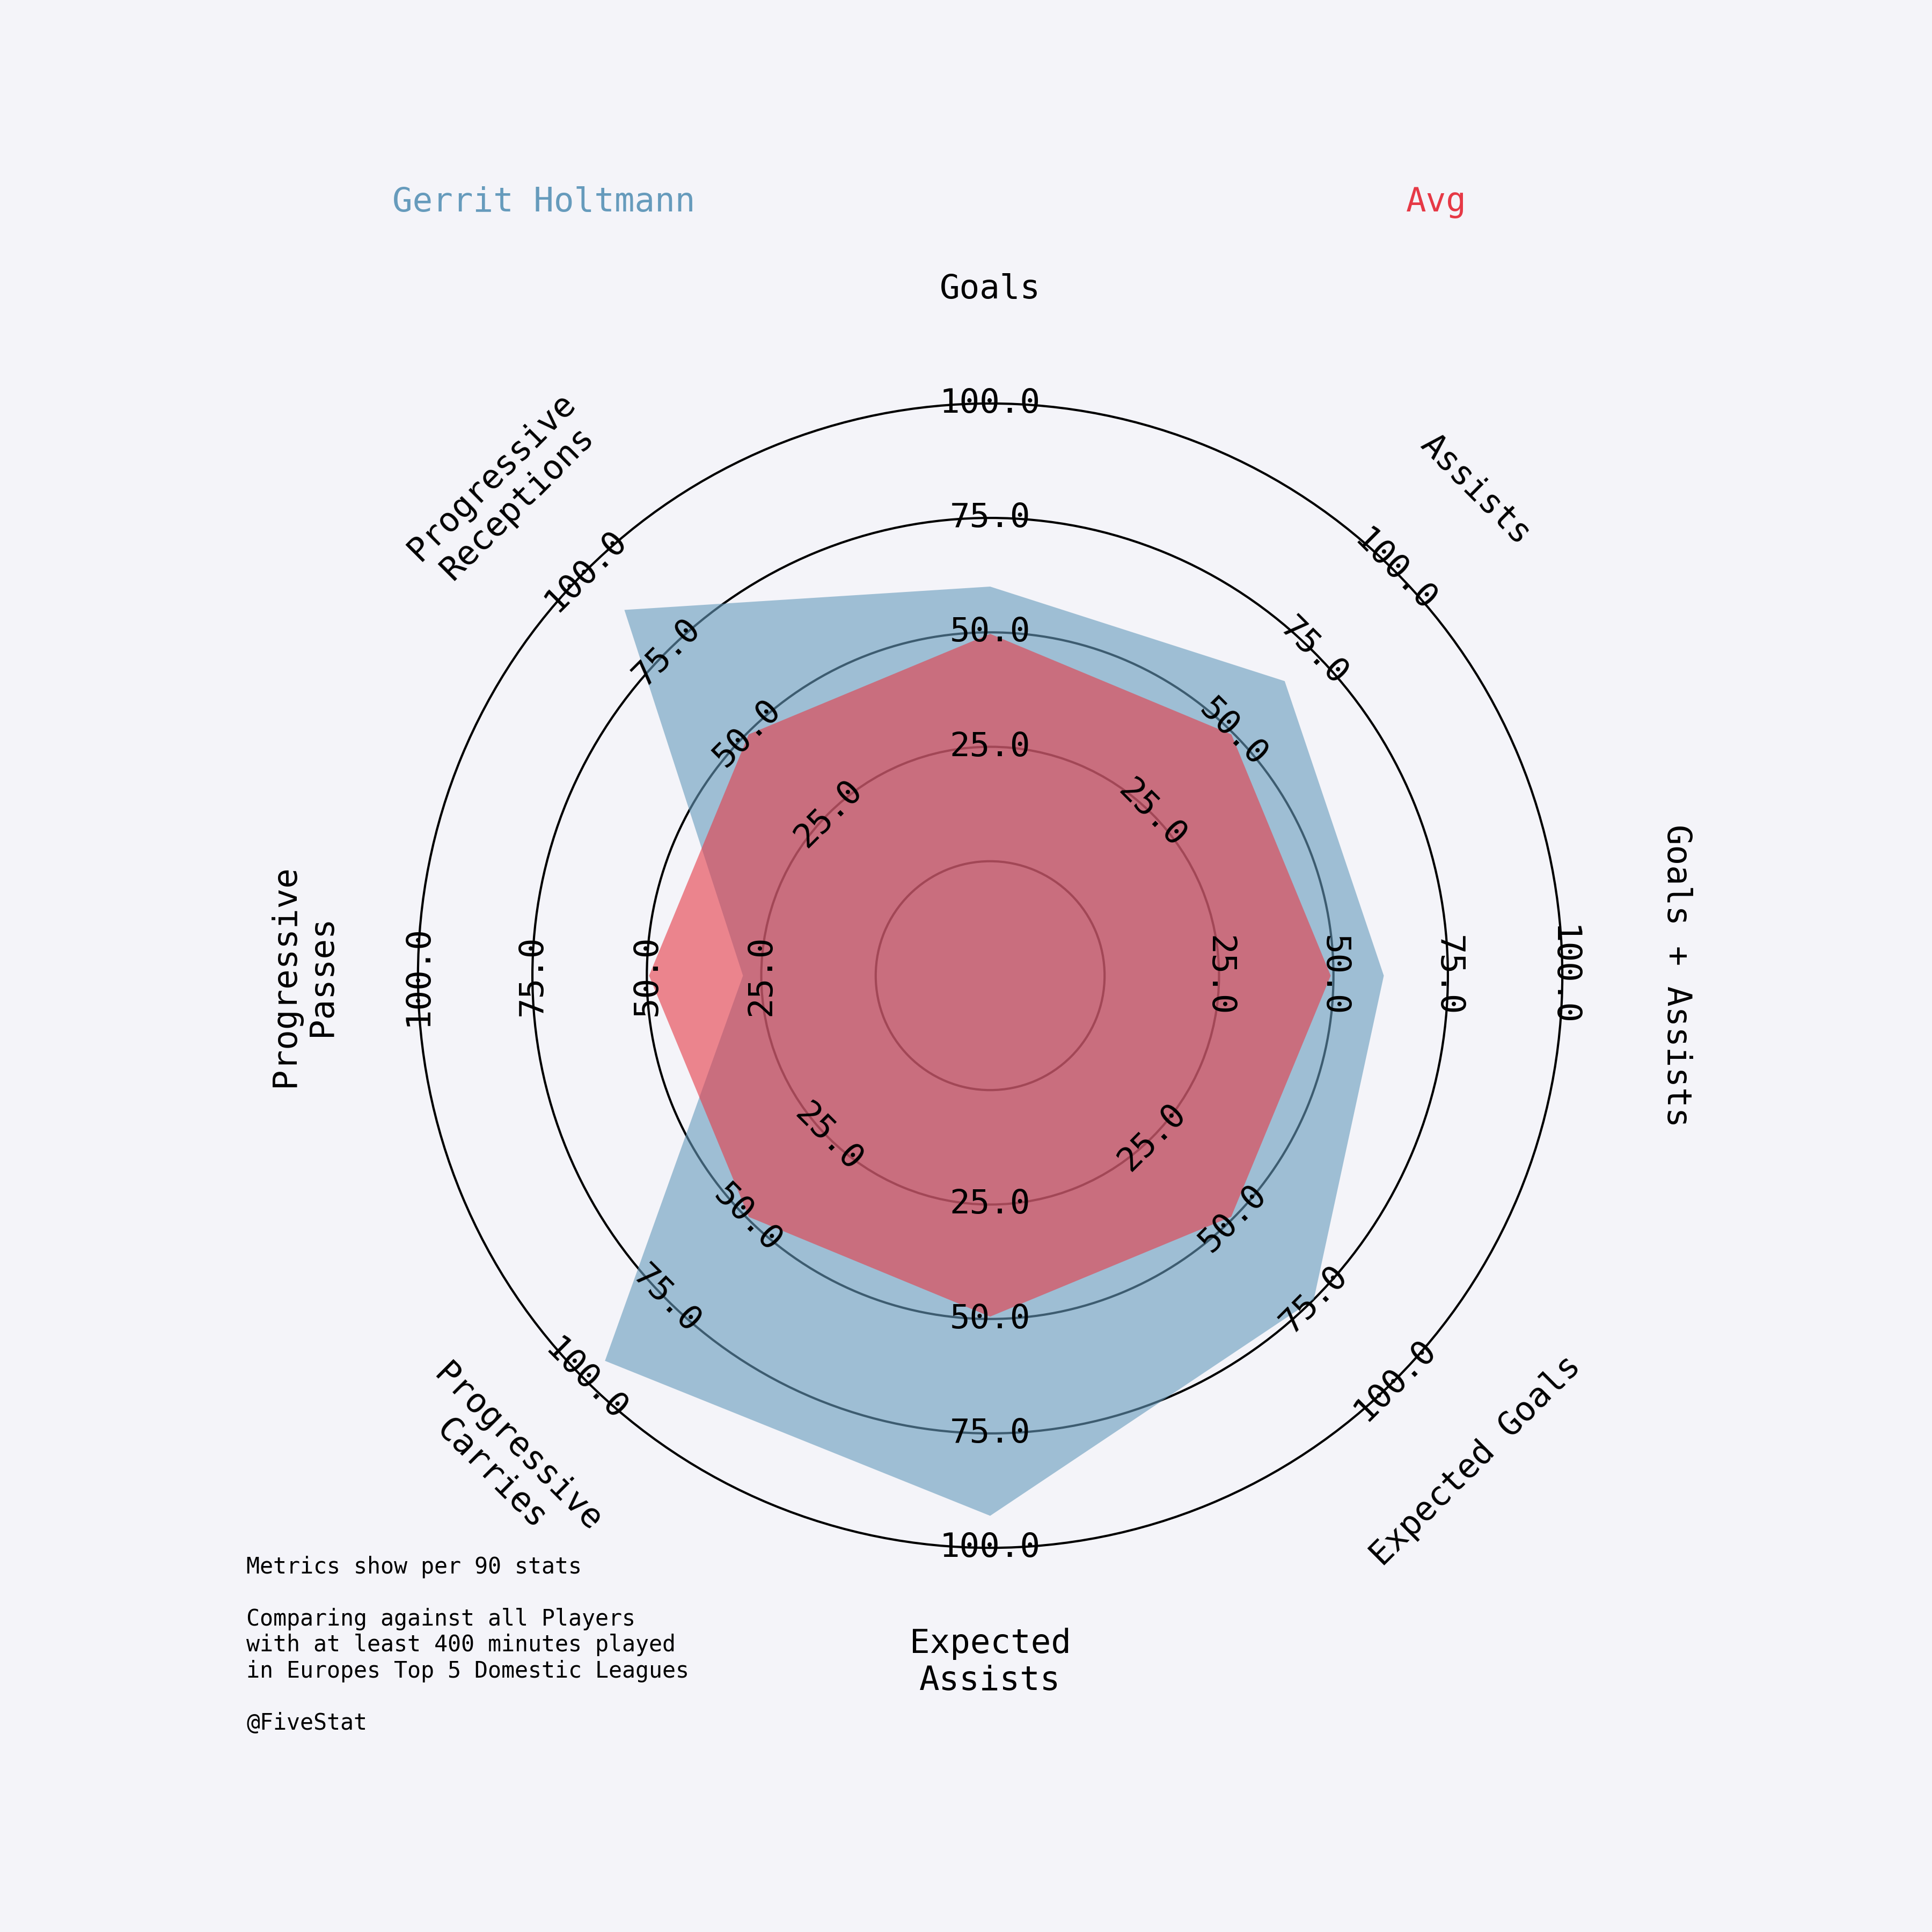 Gerrit Holtmann
Avg
Goals
Assists
Goals + Assists
Expected Goals
Expected
Assists
Progressive
Carries
Progressive
Passes
Progressive
Receptions
25.0
50.0
75.0
100.0
25.0
50.0
75.0
100.0
25.0
50.0
75.0
100.0
25.0
50.0
75.0
100.0
25.0
50.0
75.0
100.0
25.0
50.0
75.0
100.0
25.0
50.0
75.0
100.0
25.0
50.0
75.0
100.0
Metrics show per 90 stats
Comparing against all Players
with at least 400 minutes played
in Europes Top 5 Domestic Leagues
@FiveStat